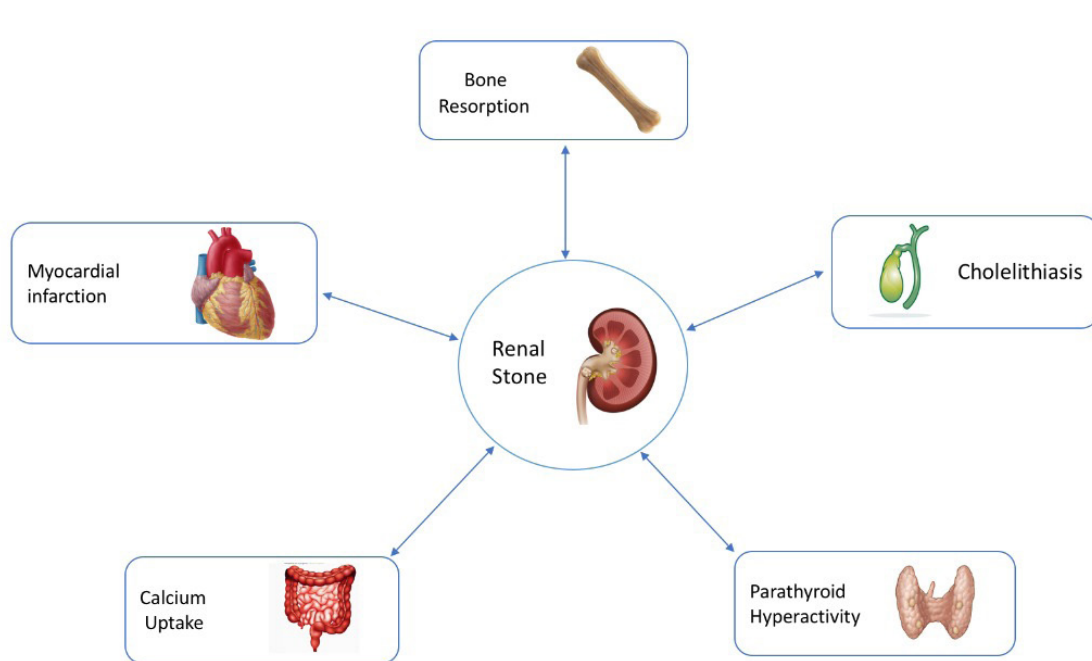 Bone
Resorption
Myocardial
infarction
Cholelithiasis
Renal
Stone
Calcium
Uptake
Parathyroid
Hyperactivity